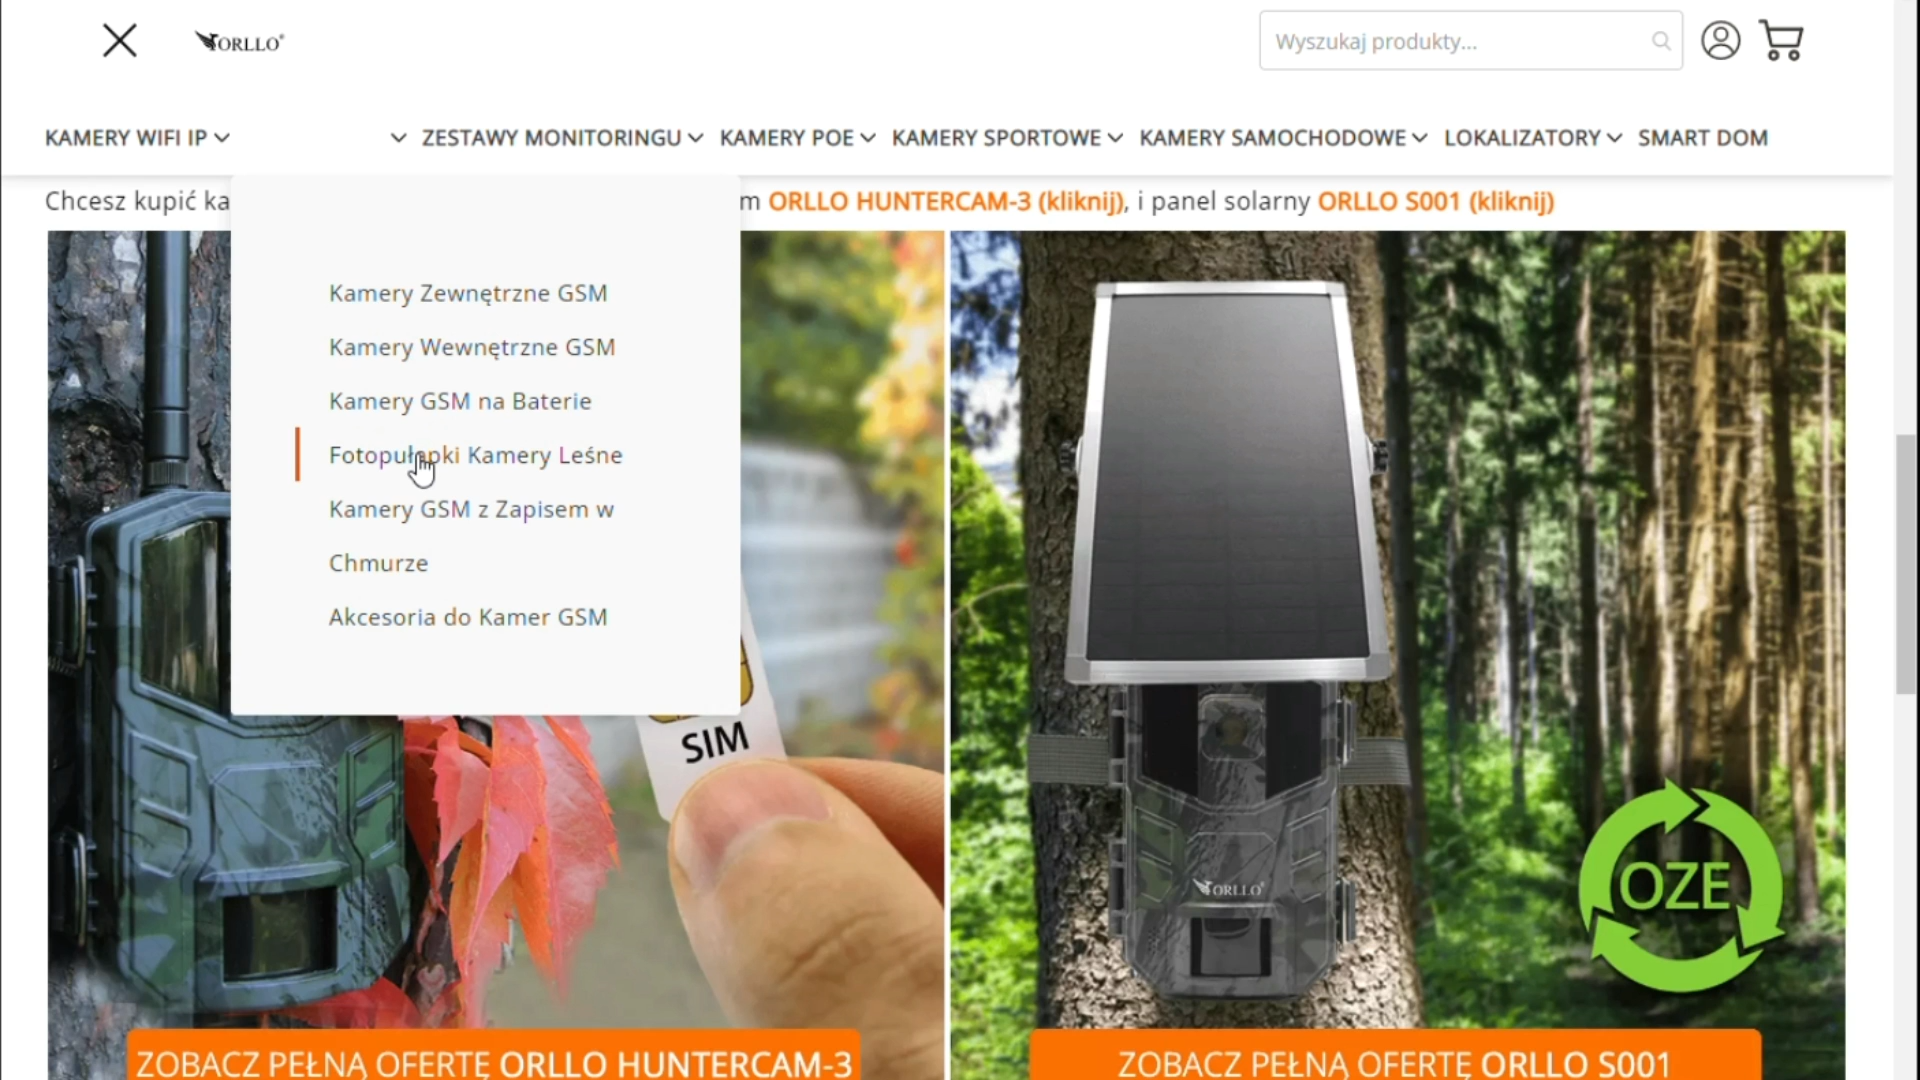 ORLLO
Wyszukaj produkty...
KAMERY WIFI IP
ZESTAWY MONITORINGU
KAMERY POE
KAMERY SPORTOWE
KAMERY SAMOCHODOWE
LOKALIZATORY
SMART DOM
Chcesz kupić ka
m ORLLO HUNTERCAM-3 (kliknij), i panel solarny ORLLO S001 (kliknij)
Kamery Zewnętrzne GSM
Kamery Wewnętrzne GSM
Kamery GSM na Baterie
Fotopułapki Kamery Leśne
Kamery GSM z Zapisem w
Chmurze
Akcesoria do Kamer GSM
SIM
ORLLO
OZE
ZOBACZ PEŁNĄ OFERTĘ ORLLO HUNTERCAM-3
ZOBACZ PEŁNĄ OFERTĘ ORLLO S001